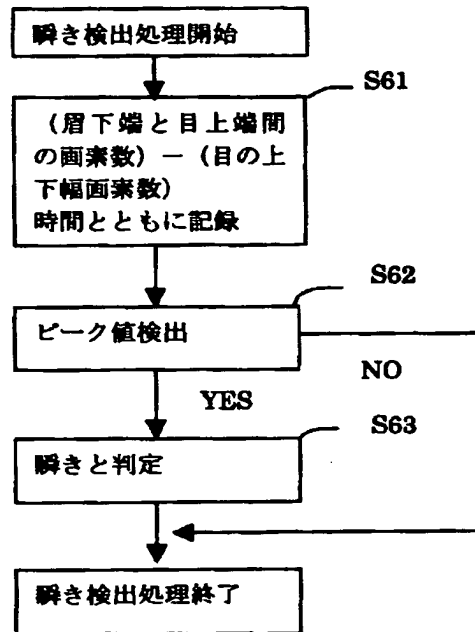 瞬き検出処理開始
S61
（眉下端と目上端間
の画素数）－（目の上
下幅画素数）
時間とともに記録
S62
ピーク値検出
NO
YES
S63
瞬きと判定
瞬き検出処理終了